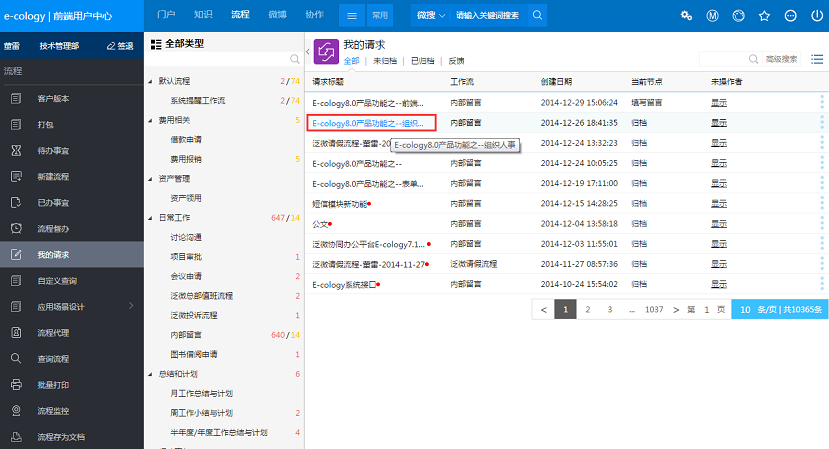 e-cology | 前端用户中心 门户 知识 流程 微博 协作 常用 微搜 请输入关键词搜索
董雷 技术管理部 签退
流程
客户版本
打包
待办事宜
新建流程
已办事宜
流程督办
我的请求
自定义查询
应用场景设计
流程代理
查询流程
批量打印
流程监控
流程存为文档
全部类型
默认流程 2/74
系统提醒工作流 2/74
费用相关 5
借款申请
费用报销 5
资产管理
资产领用
日常工作 647/14
讨论沟通
项目审批 1
会议申请 2
泛微总部值班流程 2
泛微投诉流程 1
内部留言 640/14
图书借阅申请 1
总结和计划 6
月工作总结与计划
周工作小结与计划 2
半年度/年度工作总结与计划 4
我的请求
全部 | 未归档 | 已归档 | 反馈 高级搜索
请求标题 工作流 创建日期 当前节点 未操作者
E-cology8.0产品功能之--前端... 内部留言 2014-12-29 15:06:24 填写留言 显示
E-cology8.0产品功能之--组织... 内部留言 2014-12-26 18:41:35 归档 显示
泛微请假流程-董雷-20 2014-12-24 13:32:23 归档 显示
E-cology8.0产品功能之--组织人事
E-cology8.0产品功能之-- 内部留言 2014-12-24 10:05:25 归档 显示
E-cology8.0产品功能之--表单... 内部留言 2014-12-19 17:11:00 归档 显示
短信模块新功能 内部留言 2014-12-15 14:28:25 归档 显示
公文 内部留言 2014-12-04 13:58:18 归档 显示
泛微协同办公平台E-cology7.1... 内部留言 2014-12-03 11:55:01 归档 显示
泛微请假流程-董雷-2014-11-27 泛微请假流程 2014-11-27 08:57:36 归档 显示
E-cology系统接口 内部留言 2014-10-24 15:54:02 归档 显示
< 1 2 3 ... 1037 > 第 1 页 10 条/页 | 共10365条